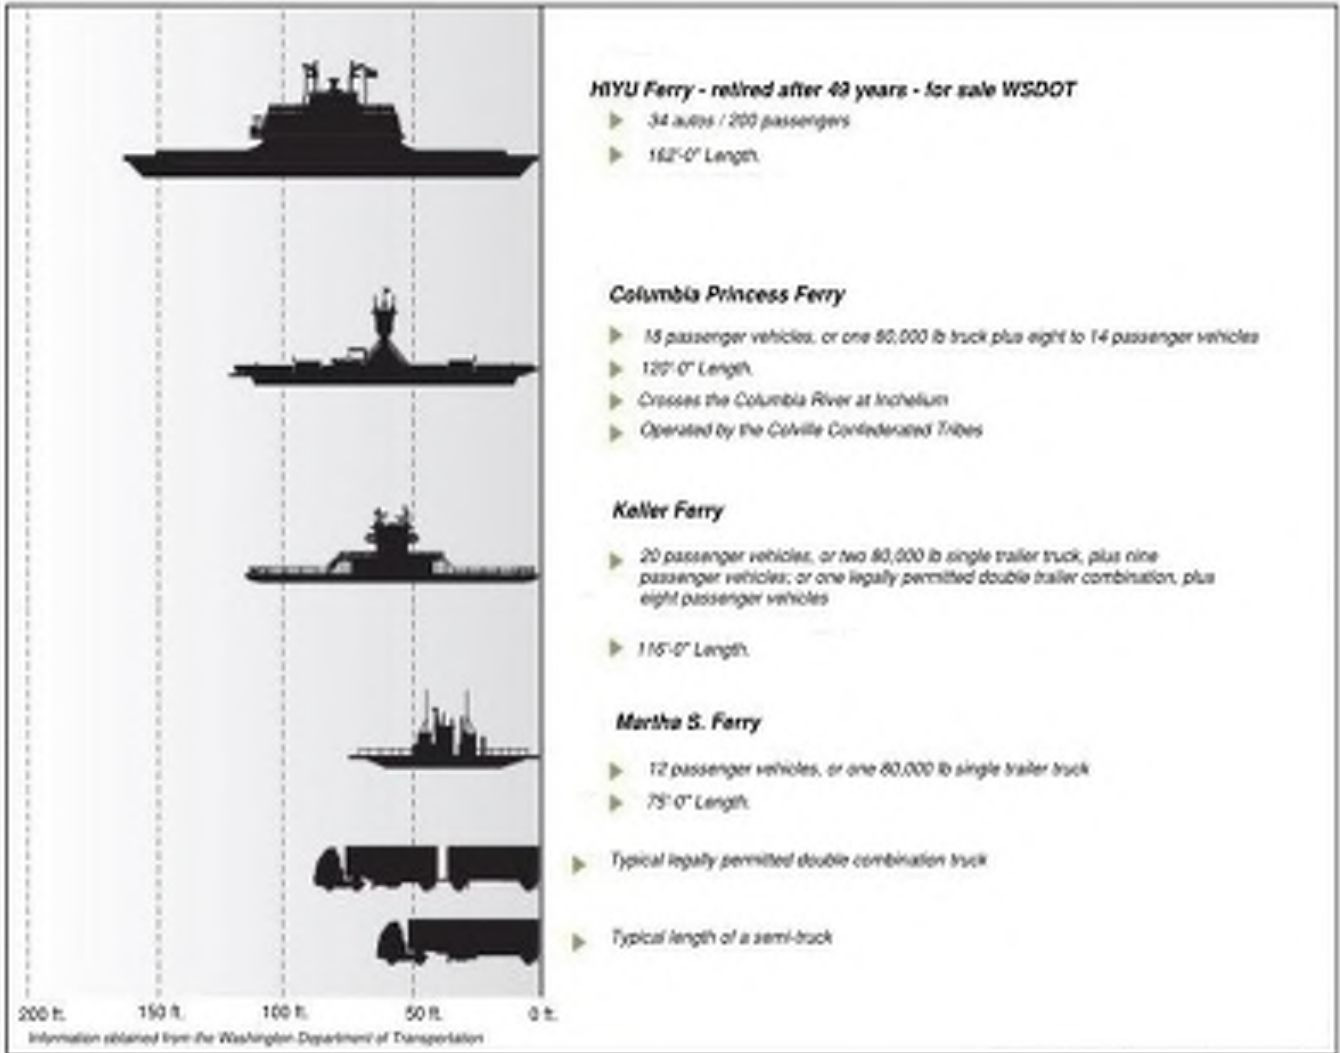 HIYU Ferry - retired after 49 years - for sale WSDOT
34 autos / 200 passengers
162'-0" Length.
Columbia Princess Ferry
18 passenger vehicles, or one 80,000 lb truck plus eight to 14 passenger vehicles
120'-0" Length.
Crosses the Columbia River at Inchelium
Operated by the Colville Confederated Tribes
Keller Ferry
20 passenger vehicles, or two 80,000 lb single trailer truck, plus nine
passenger vehicles; or one legally permitted double trailer combination, plus
eight passenger vehicles
116'-0" Length.
Martha S. Ferry
12 passenger vehicles, or one 80,000 lb single trailer truck
75'-0" Length.
Typical legally permitted double combination truck
Typical length of a semi-truck
200 ft. 150 ft. 100 ft. 50 ft. 0 ft.
Information obtained from the Washington Department of Transportation